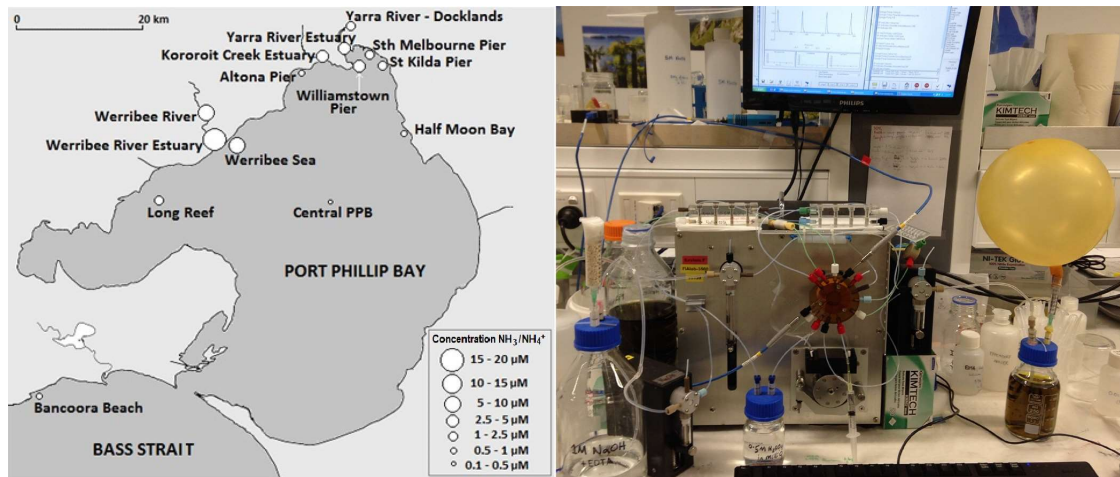 0
20 km
Yarra River - Docklands
Yarra River Estuary
Sth Melbourne Pier
Kororoit Creek Estuary
St Kilda Pier
Altona Pier
Williamstown
Pier
Werribee River
Half Moon Bay
Werribee River Estuary
Werribee Sea
Long Reef
Central PPB
PORT PHILLIP BAY
Concentration NH₃/NH₄⁺
15 - 20 µM
10 - 15 µM
5 - 10 µM
2.5 - 5 µM
1 - 2.5 µM
0.5 - 1 µM
0.1 - 0.5 µM
Bancoora Beach
BASS STRAIT
PHILIPS
KIMTECH
KIMTECH
NaOH
+EDTA